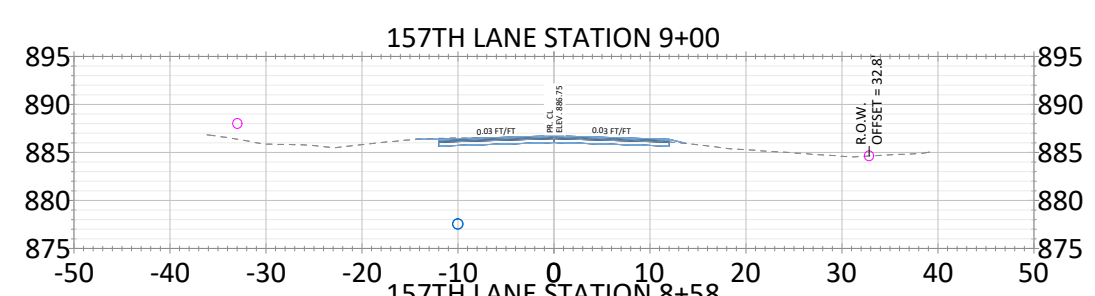 157TH LANE STATION 9+00
895 895
890 890
885 885
880 880
875 875
PR. CL
ELEV. 886.75
0.03 FT/FT 0.03 FT/FT
R.O.W.
OFFSET = 32.8
-50 -40 -30 -20 -10 0 10 20 30 40 50
157TH LANE STATION 8+58